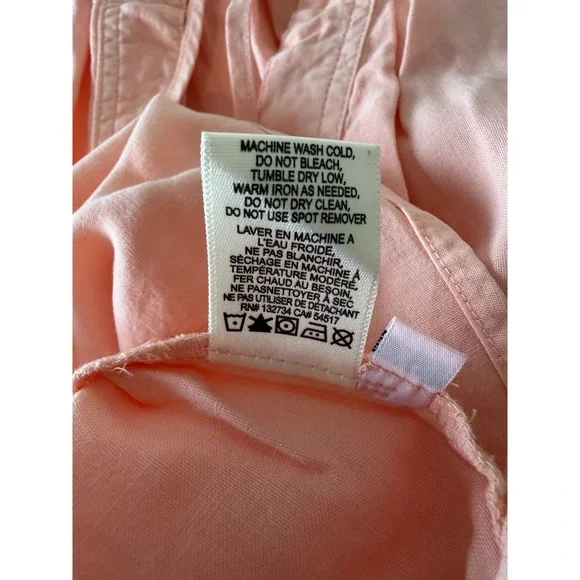 MACHINE WASH COLD,
DO NOT BLEACH,
TUMBLE DRY LOW,
WARM IRON AS NEEDED,
DO NOT DRY CLEAN,
DO NOT USE SPOT REMOVER
LAVER EN MACHINE A
L'EAU FROIDE,
NE PAS BLANCHIR,
SÉCHAGE EN MACHINE À
TEMPÉRATURE MODÉRÉ,
FER CHAUD AU BESOIN,
NE PASNETTOYER À SEC
NE PAS UTILISER DE DÉTACHANT
RN# 132734 CA# 54517